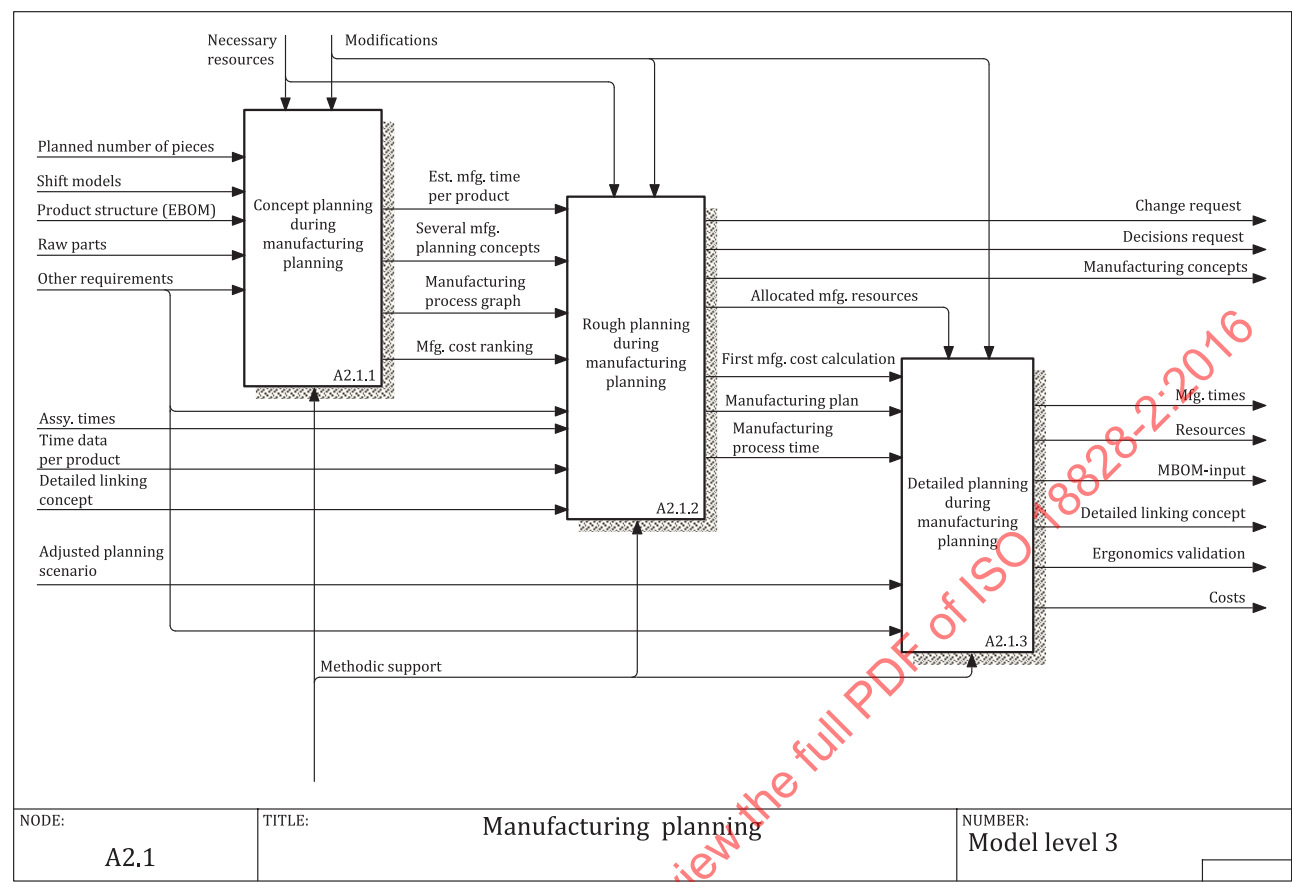 Necessary
resources
Modifications
Planned number of pieces
Shift models
Product structure (EBOM)
Raw parts
Other requirements
Concept planning
during
manufacturing
planning
A2.1.1
Est. mfg. time
per product
Several mfg.
planning concepts
Manufacturing
process graph
Mfg. cost ranking
Assy. times
Time data
per product
Detailed linking
concept
Rough planning
during
manufacturing
planning
A2.1.2
Change request
Decisions request
Manufacturing concepts
Allocated mfg. resources
First mfg. cost calculation
Manufacturing plan
Manufacturing
process time
Adjusted planning
scenario
Detailed planning
during
manufacturing
planning
A2.1.3
Mfg. times
Resources
MBOM-input
Detailed linking concept
Ergonomics validation
Costs
Methodic support
iew the full PDF of ISO 18828-2:2016
NODE:
A2.1
TITLE:
Manufacturing planning
NUMBER:
Model level 3